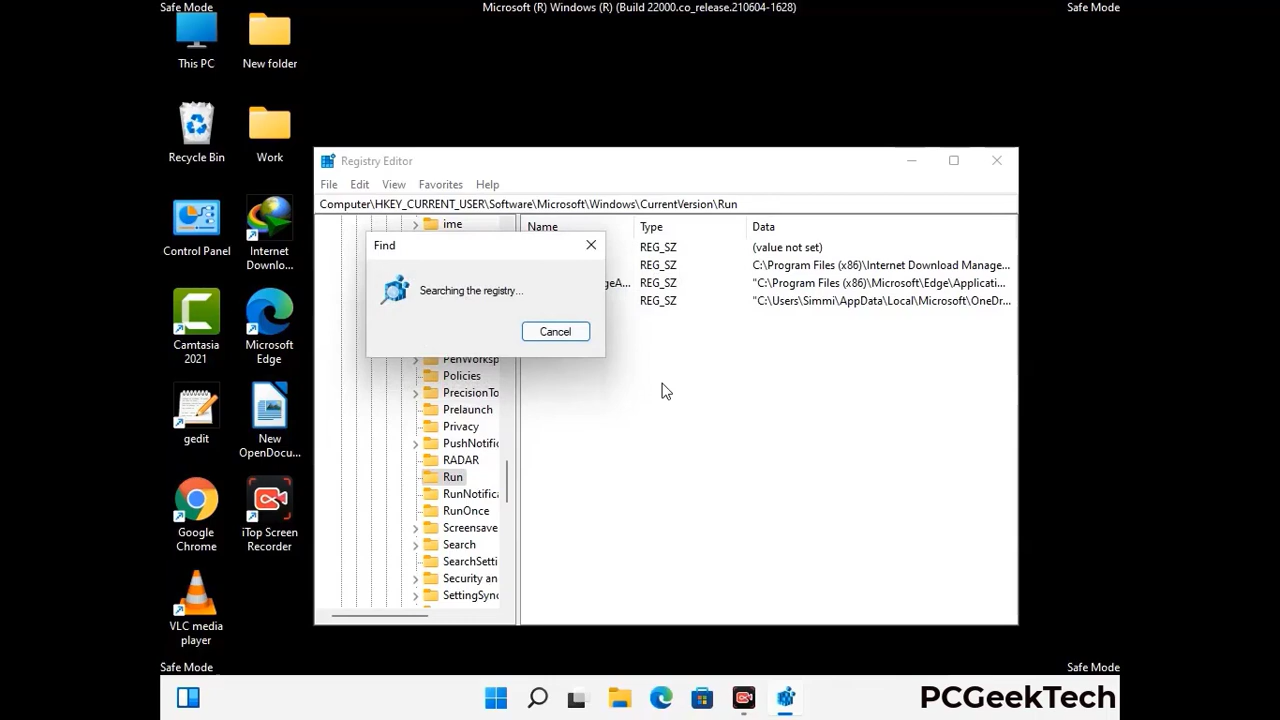 Safe Mode
Microsoft (R) Windows (R) (Build 22000.co_release.210604-1628)
Safe Mode
This PC
New folder
Recycle Bin
Work
Control Panel
Internet
Downlo...
Camtasia
2021
Microsoft
Edge
gedit
New
OpenDocu...
Google
Chrome
iTop Screen
Recorder
VLC media
player
Registry Editor
File Edit View Favorites Help
Computer\HKEY_CURRENT_USER\Software\Microsoft\Windows\CurrentVersion\Run
ime
Find
Searching the registry...
Cancel
PenWorksp
Policies
PrecisionTo
Prelaunch
Privacy
PushNotific
RADAR
Run
RunNotifica
RunOnce
Screensave
Search
SearchSetti
Security an
SettingSync
Name Type Data
REG_SZ (value not set)
REG_SZ C:\Program Files (x86)\Internet Download Manage...
geA... REG_SZ "C:\Program Files (x86)\Microsoft\Edge\Applicati...
REG_SZ "C:\Users\Simmi\AppData\Local\Microsoft\OneDr...
Safe Mode
Safe Mode
PCGeekTech